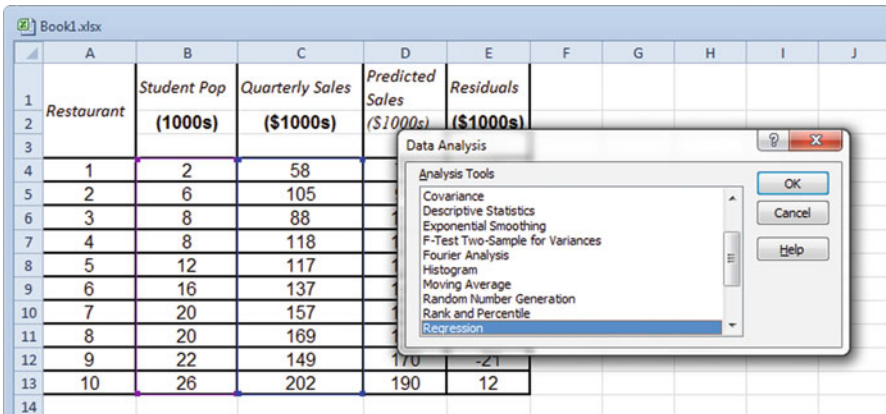 Book1.xlsx
A B C D E F G H I J
1 Restaurant Student Pop Quarterly Sales Predicted Sales Residuals
2 (1000s) ($1000s) ($1000s) ($1000s)
3
4 1 2 58
5 2 6 105
6 3 8 88
7 4 8 118
8 5 12 117
9 6 16 137
10 7 20 157
11 8 20 169
12 9 22 149 170 -21
13 10 26 202 190 12
14
Data Analysis
? X
Analysis Tools
Covariance
Descriptive Statistics
Exponential Smoothing
F-Test Two-Sample for Variances
Fourier Analysis
Histogram
Moving Average
Random Number Generation
Rank and Percentile
Regression
OK
Cancel
Help